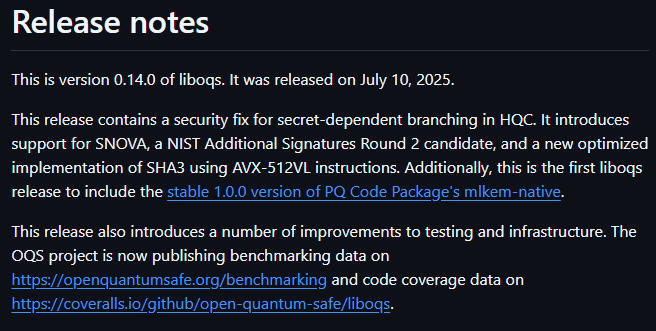 Release notes
This is version 0.14.0 of liboqs. It was released on July 10, 2025.
This release contains a security fix for secret-dependent branching in HQC. It introduces
support for SNOVA, a NIST Additional Signatures Round 2 candidate, and a new optimized
implementation of SHA3 using AVX-512VL instructions. Additionally, this is the first liboqs
release to include the stable 1.0.0 version of PQ Code Package's mlkem-native.
This release also introduces a number of improvements to testing and infrastructure. The
OQS project is now publishing benchmarking data on
https://openquantumsafe.org/benchmarking and code coverage data on
https://coveralls.io/github/open-quantum-safe/liboqs.